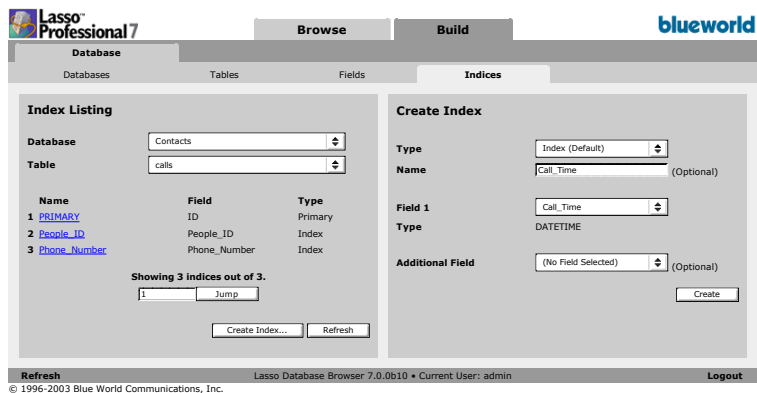 Lasso™
Professional 7
Browse
Build
blueworld
Database
Databases
Tables
Fields
Indices
Index Listing
Database
Contacts
Table
calls
Name Field Type
1 PRIMARY ID Primary
2 People_ID People_ID Index
3 Phone_Number Phone_Number Index
Showing 3 indices out of 3.
1 Jump
Create Index... Refresh
Create Index
Type Index (Default)
Name Call_Time (Optional)
Field 1 Call_Time
Type DATETIME
Additional Field (No Field Selected) (Optional)
Create
Refresh Lasso Database Browser 7.0.0b10 • Current User: admin Logout
© 1996-2003 Blue World Communications, Inc.